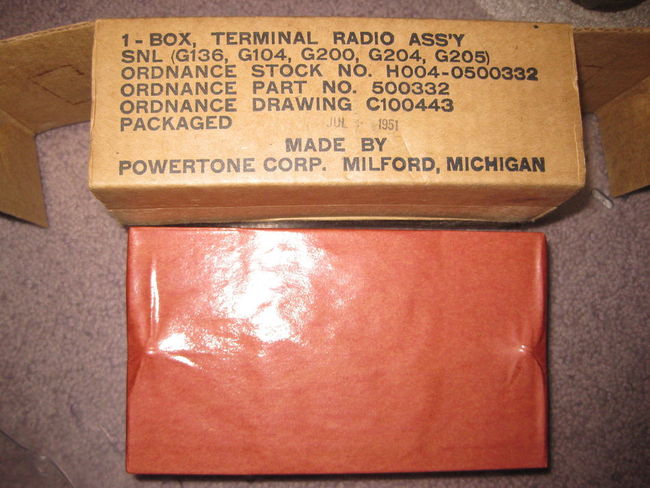 1-BOX, TERMINAL RADIO ASS'Y
SNL (G136, G104, G200, G204, G205)
ORDNANCE STOCK NO. H004-0500332
ORDNANCE PART NO. 500332
ORDNANCE DRAWING C100443
PACKAGED JUL 1951
MADE BY
POWERTONE CORP. MILFORD, MICHIGAN